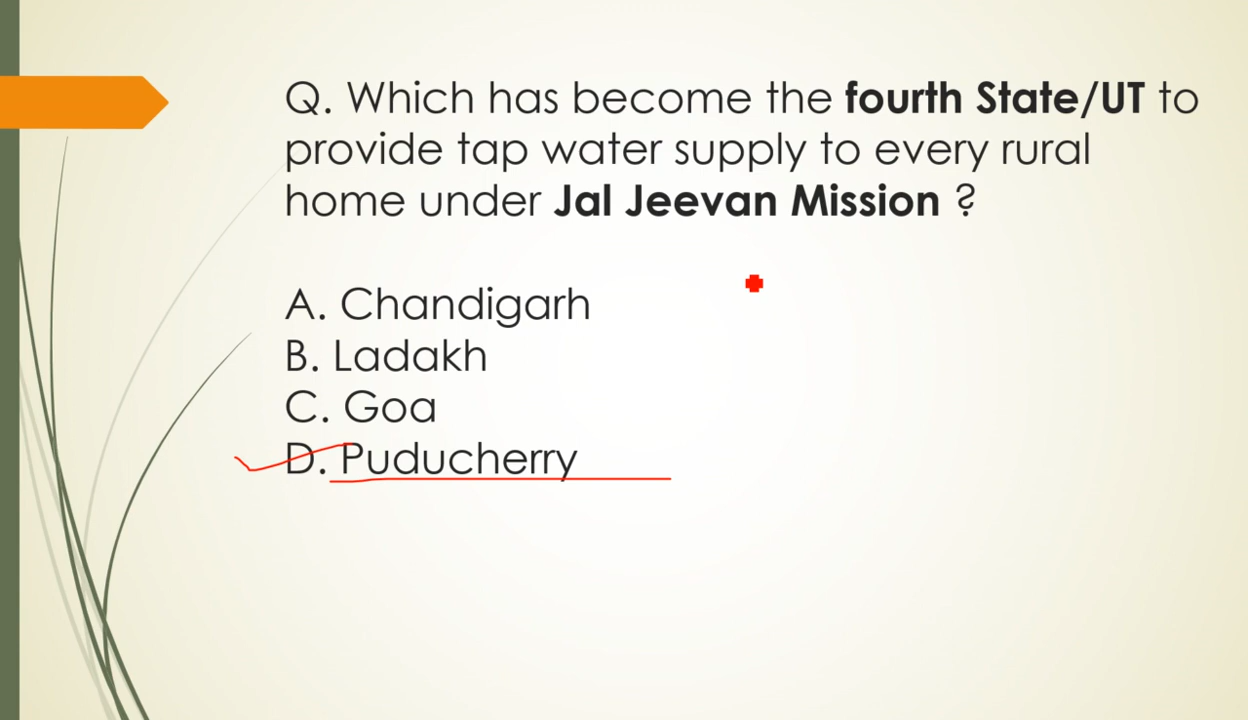 Q. Which has become the fourth State/UT to
provide tap water supply to every rural
home under Jal Jeevan Mission ?
A. Chandigarh
B. Ladakh
C. Goa
D. Puducherry